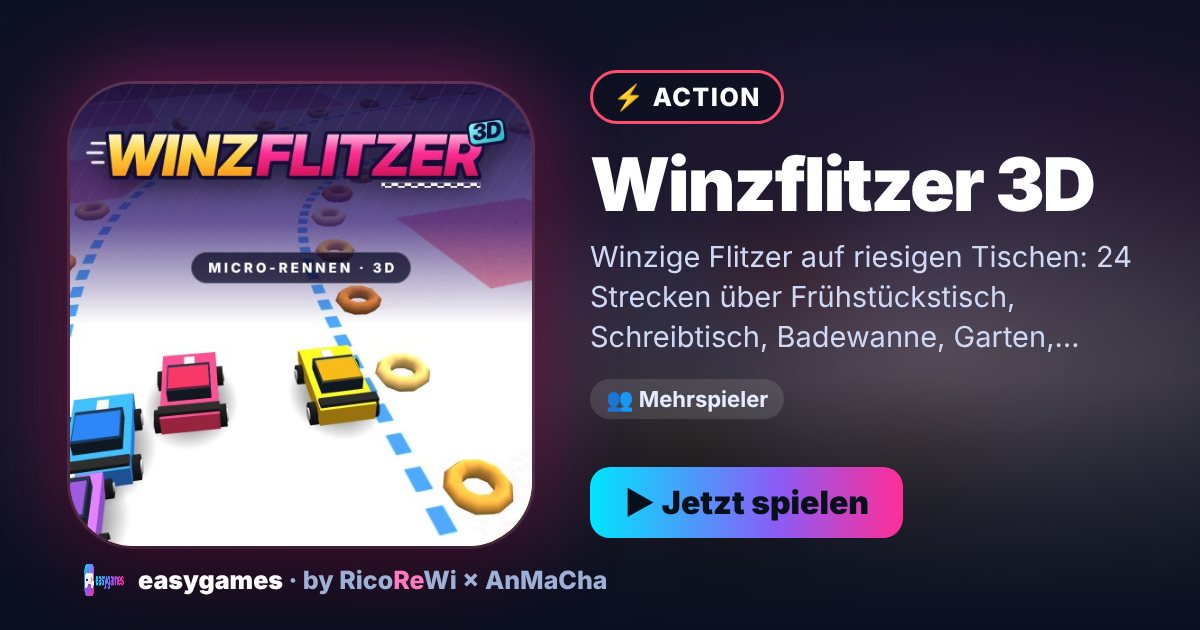 WINZFLITZER 3D
MICRO-RENNEN · 3D
⚡ ACTION
Winzflitzer 3D
Winzige Flitzer auf riesigen Tischen: 24
Strecken über Frühstückstisch,
Schreibtisch, Badewanne, Garten,...
👥 Mehrspieler
▶ Jetzt spielen
easygames
easygames · by RicoReWi × AnMaCha